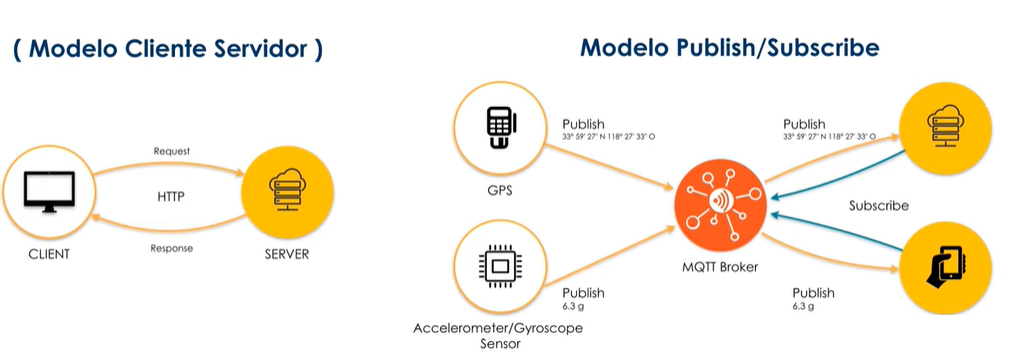 ( Modelo Cliente Servidor )
Request
HTTP
Response
CLIENT
SERVER
Modelo Publish/Subscribe
Publish
33° 59' 27" N 118° 27' 33" O
GPS
Publish
33° 59' 27" N 118° 27' 33" O
Subscribe
MQTT Broker
Publish
6.3 g
Publish
6.3 g
Accelerometer/Gyroscope
Sensor